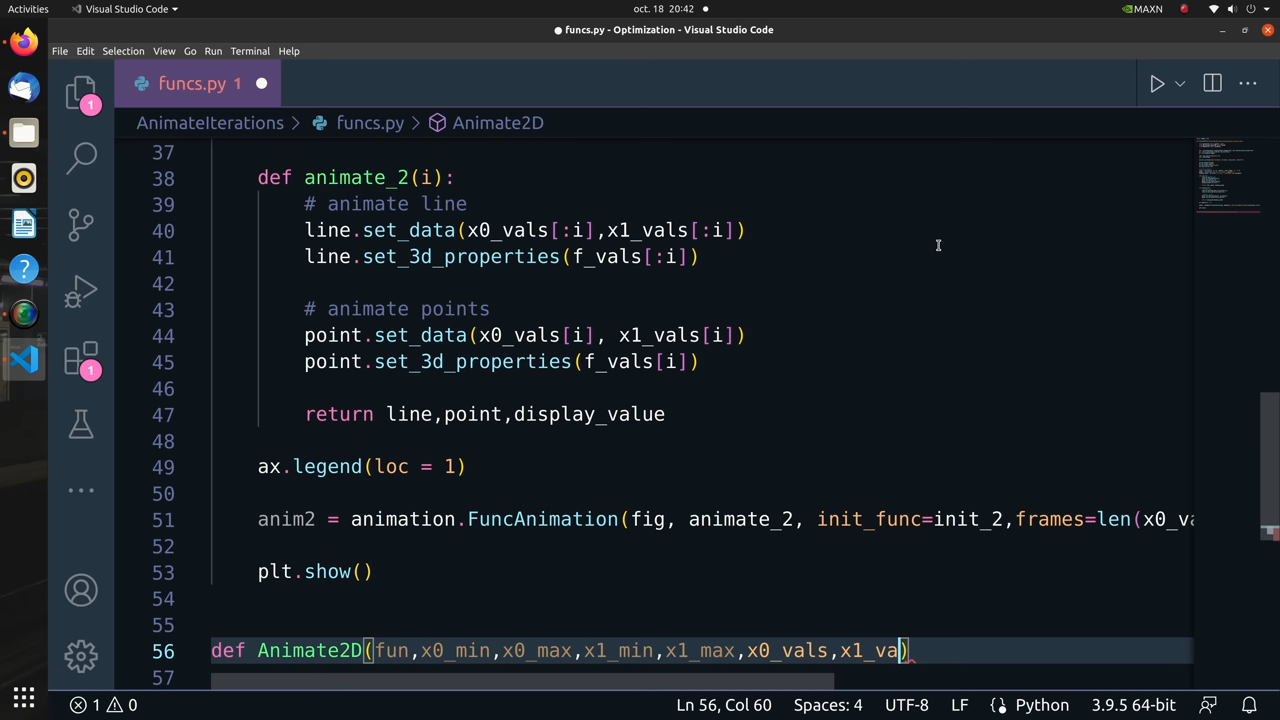 Activities
Visual Studio Code
oct. 18 20:42
MAXN
funcs.py - Optimization - Visual Studio Code
File Edit Selection View Go Run Terminal Help
funcs.py 1
AnimateIterations > funcs.py > Animate2D
37
38 def animate_2(i):
39 # animate line
40 line.set_data(x0_vals[:i],x1_vals[:i])
41 line.set_3d_properties(f_vals[:i])
42
43 # animate points
44 point.set_data(x0_vals[i], x1_vals[i])
45 point.set_3d_properties(f_vals[i])
46
47 return line,point,display_value
48
49 ax.legend(loc = 1)
50
51 anim2 = animation.FuncAnimation(fig, animate_2, init_func=init_2,frames=len(x0_va
52
53 plt.show()
54
55
56 def Animate2D(fun,x0_min,x0_max,x1_min,x1_max,x0_vals,x1_va)
57
1
1
1 0
Ln 56, Col 60
Spaces: 4
UTF-8
LF
Python
3.9.5 64-bit